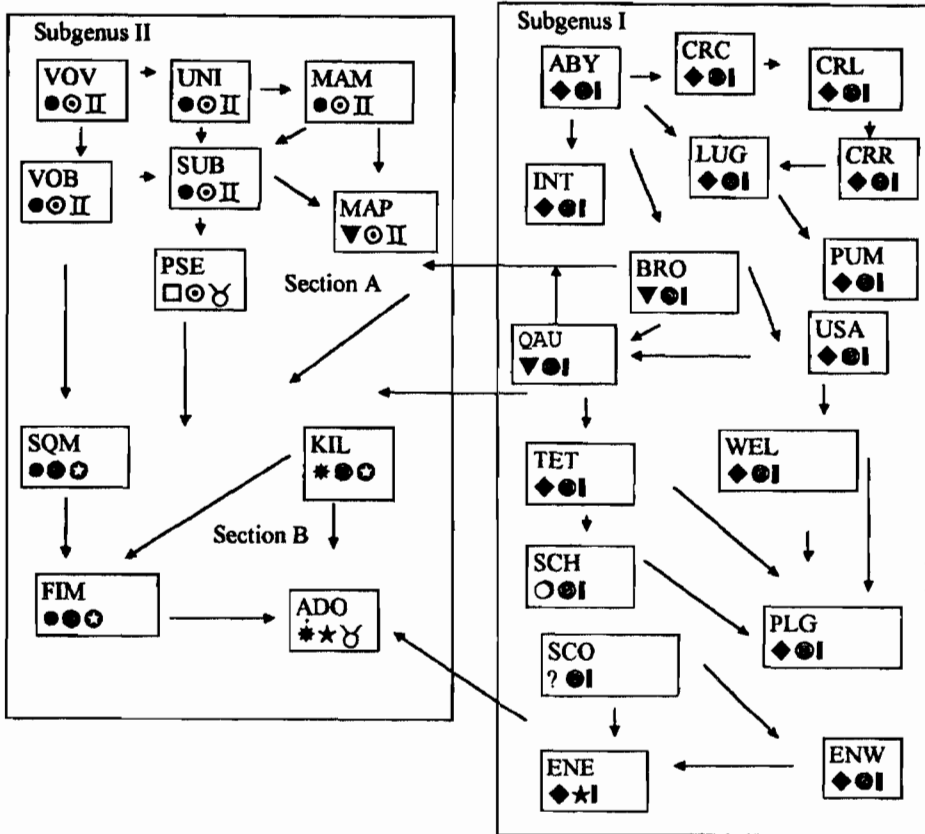 Subgenus II
VOV
UNI
MAM
VOB
SUB
MAP
PSE
Section A
SQM
KIL
Section B
FIM
ADO
Subgenus I
ABY
CRC
CRL
INT
LUG
CRR
BRO
PUM
QAU
USA
TET
WEL
SCH
PLG
SCO
?
ENE
ENW